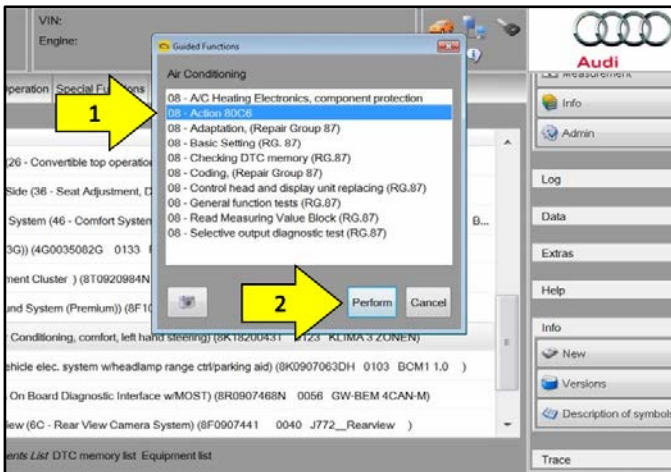 VIN:
Engine:
Audi
Guided Functions
Air Conditioning
08 - A/C Heating Electronics, component protection
08 - Action 80C6
08 - Adaptation, (Repair Group 87)
08 - Basic Setting (RG. 87)
08 - Checking DTC memory (RG.87)
08 - Coding, (Repair Group 87)
08 - Control head and display unit replacing (RG.87)
08 - General function tests (RG.87)
08 - Read Measuring Value Block (RG.87)
08 - Selective output diagnostic test (RG.87)
Perform Cancel
1
2
peration Special Fu ons
(26 - Convertible top operatio
Side (36 - Seat Adjustment, D
System (46 - Comfort System B...
3G)) (4G0035082G 0133
ment Cluster ) (8T0920984N
und System (Premium)) (8F10
Conditioning, comfort, left hand steering) (8K1820043T 0123 KLIMA 3 ZONEN)
ehicle elec. system w/headlamp range ctrl/parking aid) (8K0907063DH 0103 BCM1 1.0 )
On Board Diagnostic Interface w/MOST) (8R0907468N 0056 GW-BEM 4CAN-M)
iew (6C - Rear View Camera System) (8F0907441 0040 J772__Rearview )
ents List DTC memory list Equipment list
Measurement
Info
Admin
Log
Data
Extras
Help
Info
New
Versions
Description of symbols
Trace